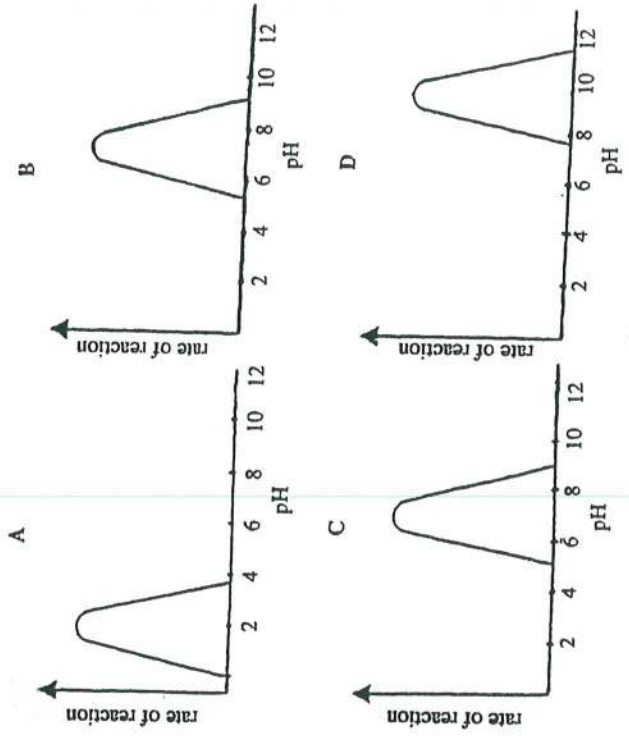 A
rate of reaction
2 4 6 8 10 12
pH
B
rate of reaction
2 4 6 8 10 12
pH
C
rate of reaction
2 4 6 8 10 12
pH
D
rate of reaction
2 4 6 8 10 12
pH